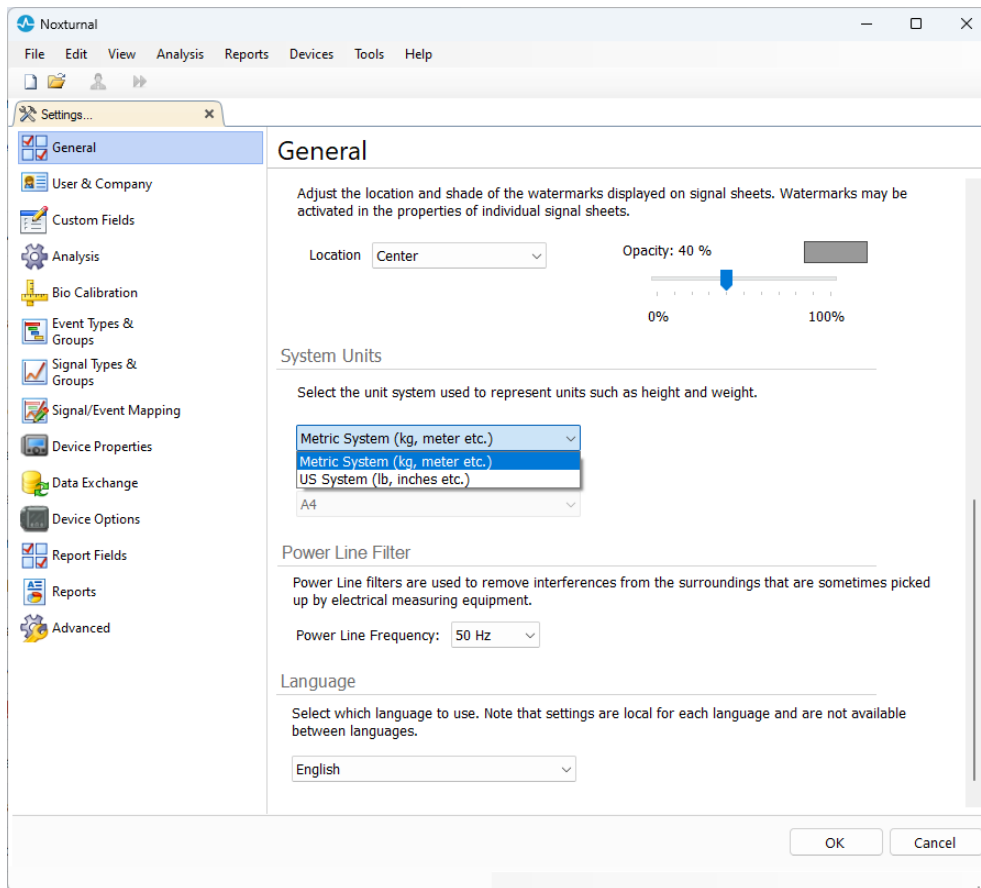 Noxturnal
File Edit View Analysis Reports Devices Tools Help
Settings...
General
User & Company
Custom Fields
Analysis
Bio Calibration
Event Types &
Groups
Signal Types &
Groups
Signal/Event Mapping
Device Properties
Data Exchange
Device Options
Report Fields
Reports
Advanced
General
Adjust the location and shade of the watermarks displayed on signal sheets. Watermarks may be
activated in the properties of individual signal sheets.
Location Center Opacity: 40 %
0% 100%
System Units
Select the unit system used to represent units such as height and weight.
Metric System (kg, meter etc.)
Metric System (kg, meter etc.)
US System (lb, inches etc.)
A4
Power Line Filter
Power Line filters are used to remove interferences from the surroundings that are sometimes picked
up by electrical measuring equipment.
Power Line Frequency: 50 Hz
Language
Select which language to use. Note that settings are local for each language and are not available
between languages.
English
OK Cancel